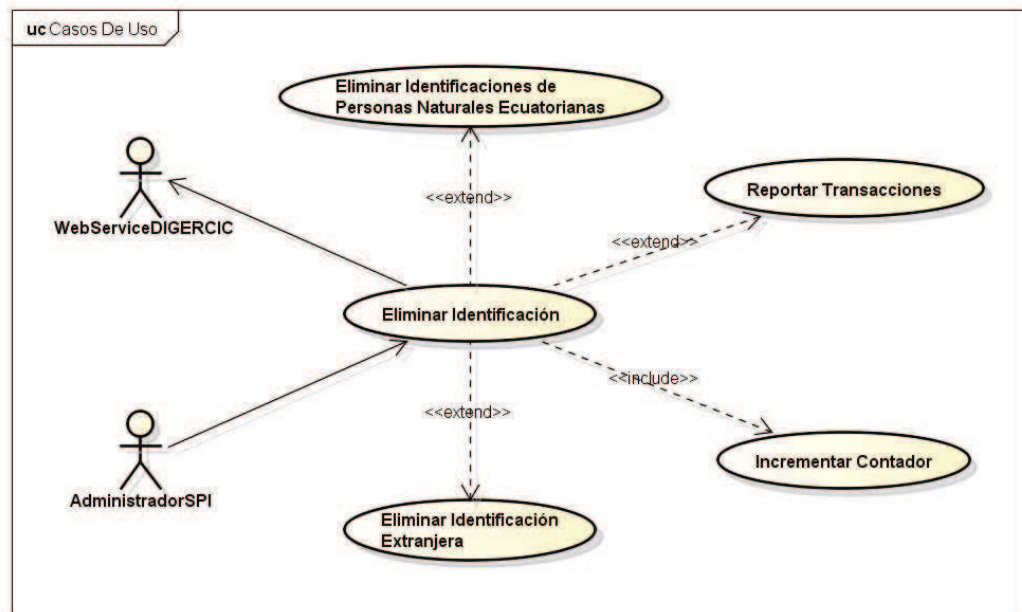 uc Casos De Uso
Eliminar Identificaciones de
Personas Naturales Ecuatorianas
WebServiceDIGERCIC
<<extend>>
Reportar Transacciones
<<extend>>
Eliminar Identificación
<<include>>
<<extend>>
AdministradorSPI
Incrementar Contador
Eliminar Identificación
Extranjera